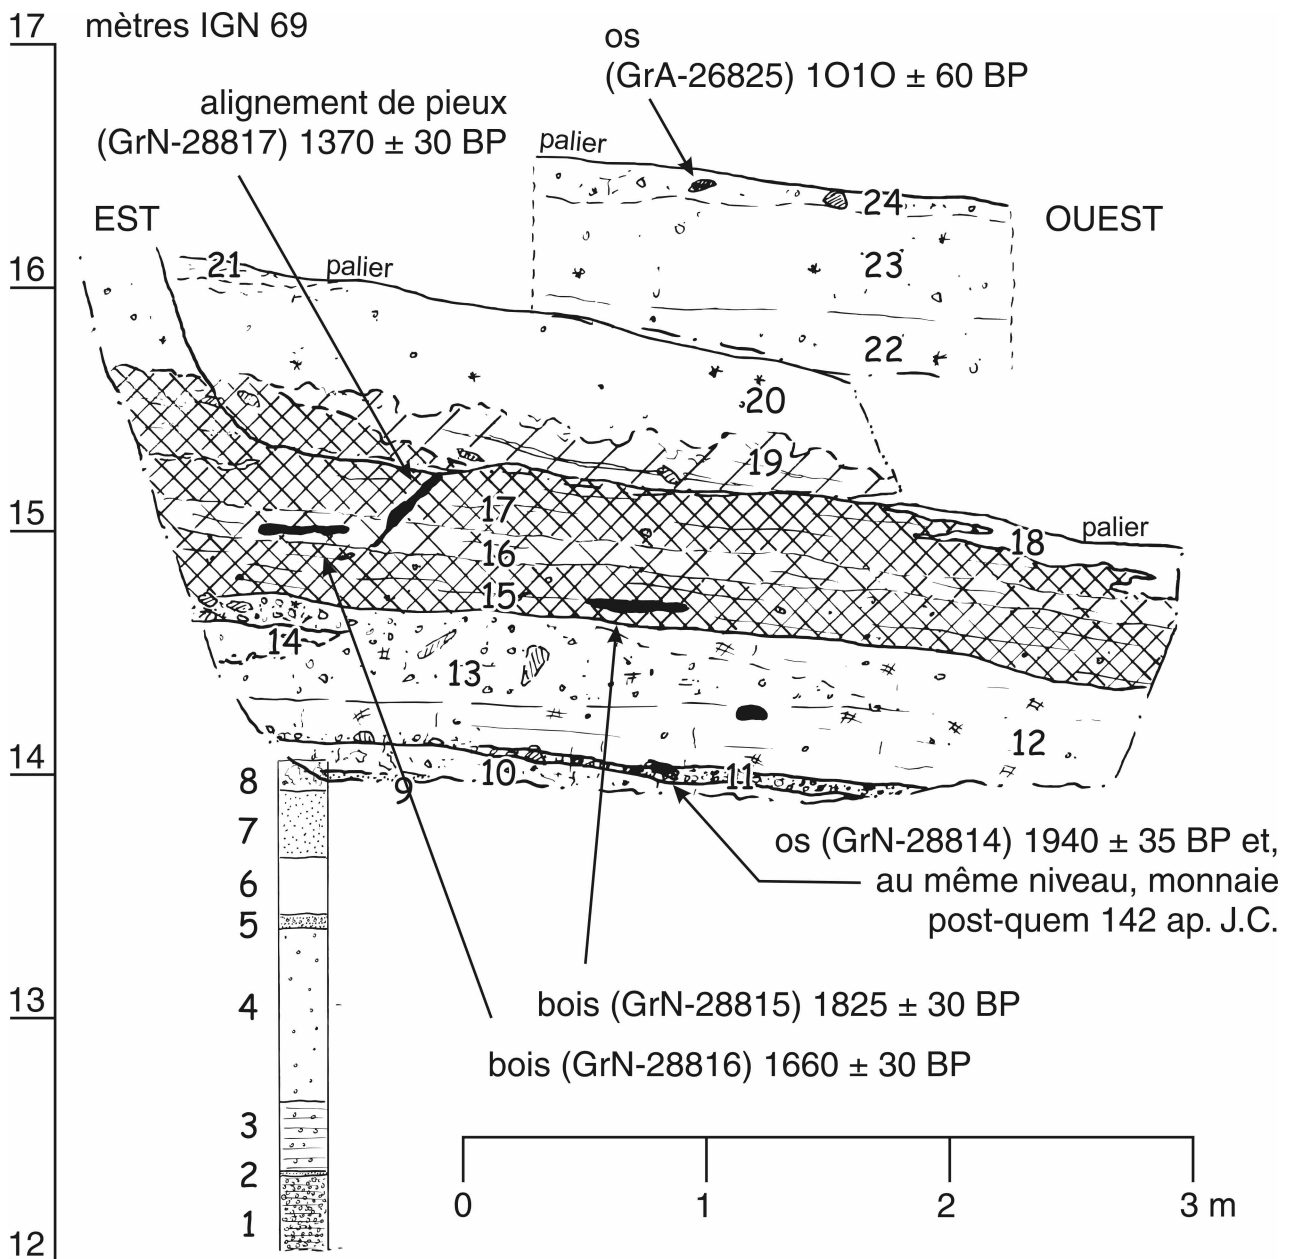 17
mètres IGN 69
os
(GrA-26825) 1O1O ± 60 BP
alignement de pieux
(GrN-28817) 1370 ± 30 BP
palier
24
EST
OUEST
21
palier
23
16
22
20
19
17
15
palier
18
16
15
14
13
12
14
10
11
8
9
7
os (GrN-28814) 1940 ± 35 BP et,
au même niveau, monnaie
post-quem 142 ap. J.C.
6
5
13
4
bois (GrN-28815) 1825 ± 30 BP
bois (GrN-28816) 1660 ± 30 BP
3
2
1
0
1
2
3 m
12